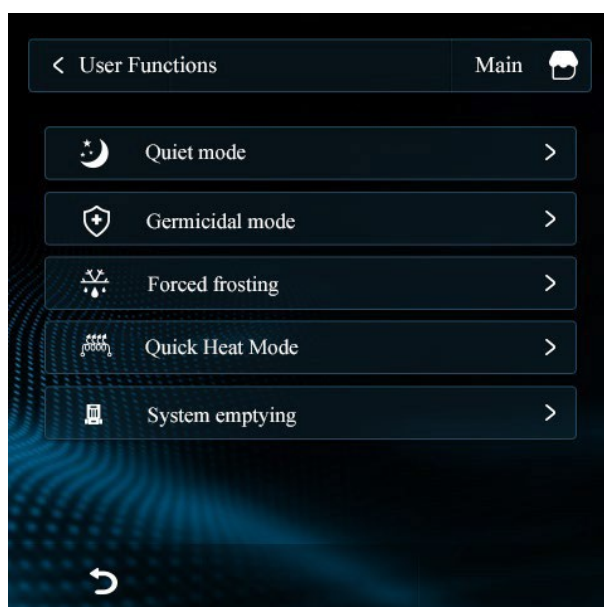 User Functions
Main
Quiet mode
Germicidal mode
Forced frosting
Quick Heat Mode
System emptying